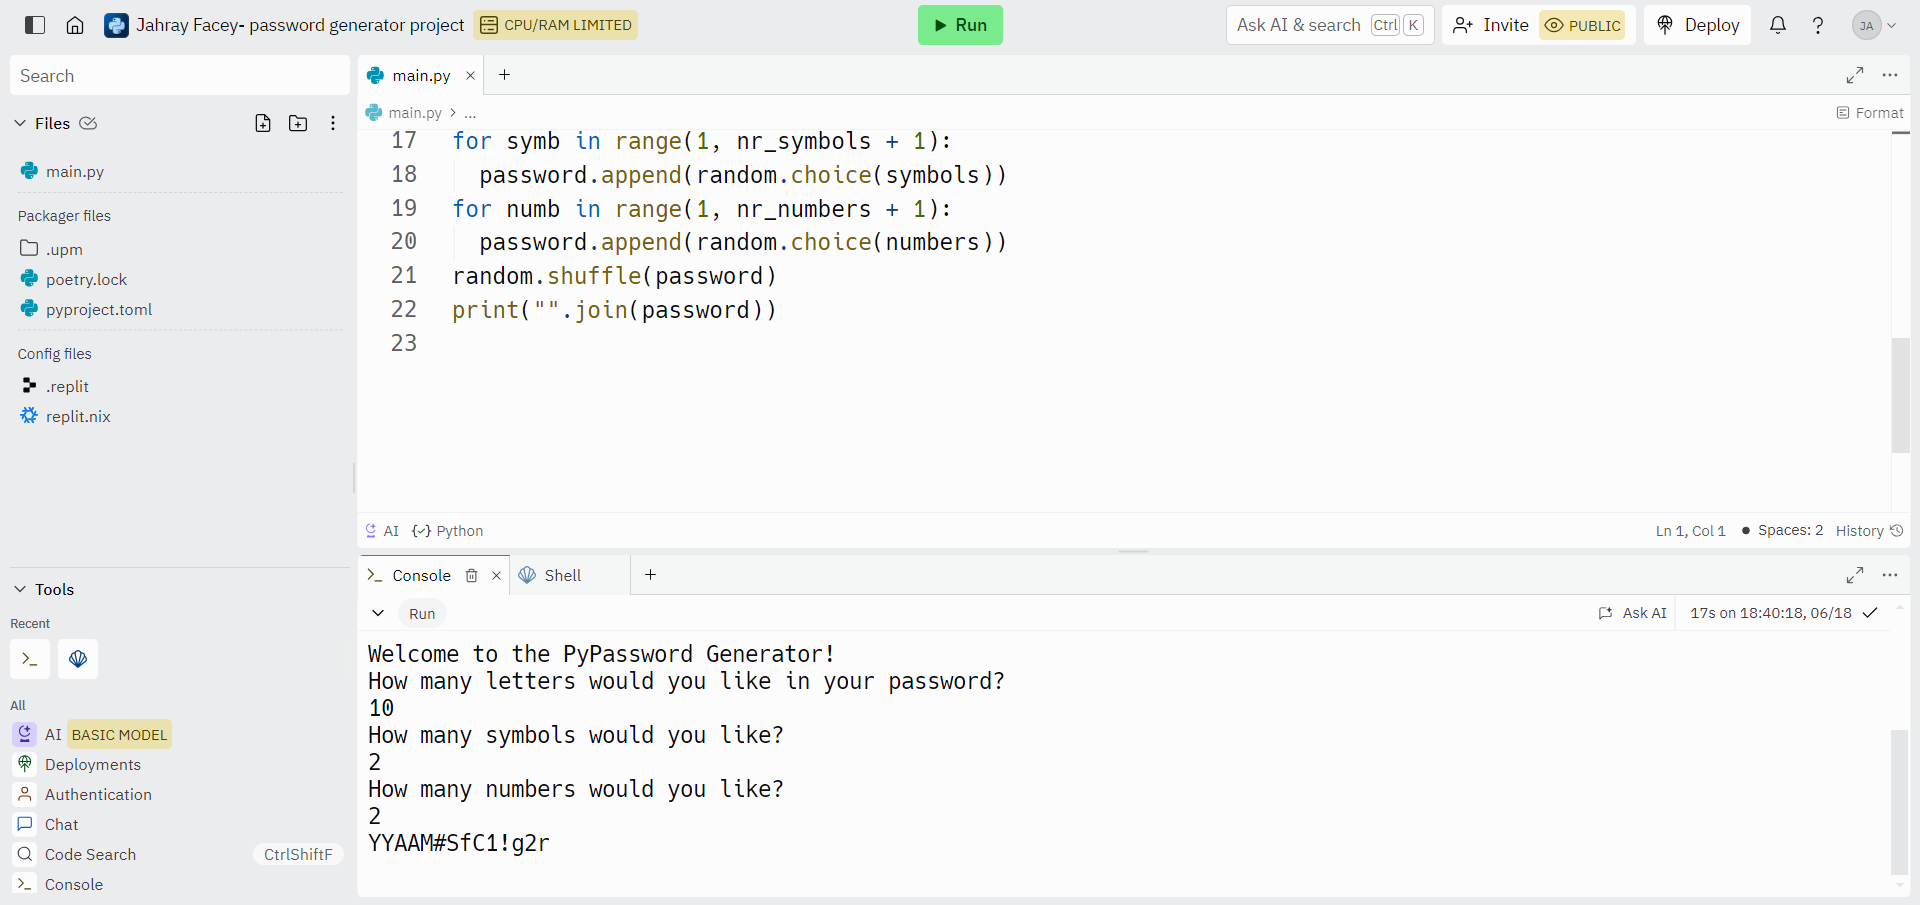 Jahray Facey- password generator project CPU/RAM LIMITED Run Ask AI & search Ctrl K Invite PUBLIC Deploy ? JA
Search
Files
main.py
Packager files
.upm
poetry.lock
pyproject.toml
Config files
.replit
replit.nix
Tools
Recent
All
AI BASIC MODEL
Deployments
Authentication
Chat
Code Search CtrlShiftF
Console
main.py × +
main.py > ...
Format
17 for symb in range(1, nr_symbols + 1):
18   password.append(random.choice(symbols))
19 for numb in range(1, nr_numbers + 1):
20   password.append(random.choice(numbers))
21 random.shuffle(password)
22 print("".join(password))
23
AI Python Ln 1, Col 1 ● Spaces: 2 History
Console × Shell +
Run Ask AI 17s on 18:40:18, 06/18
Welcome to the PyPassword Generator!
How many letters would you like in your password?
10
How many symbols would you like?
2
How many numbers would you like?
2
YYAAM#SfC1!g2r